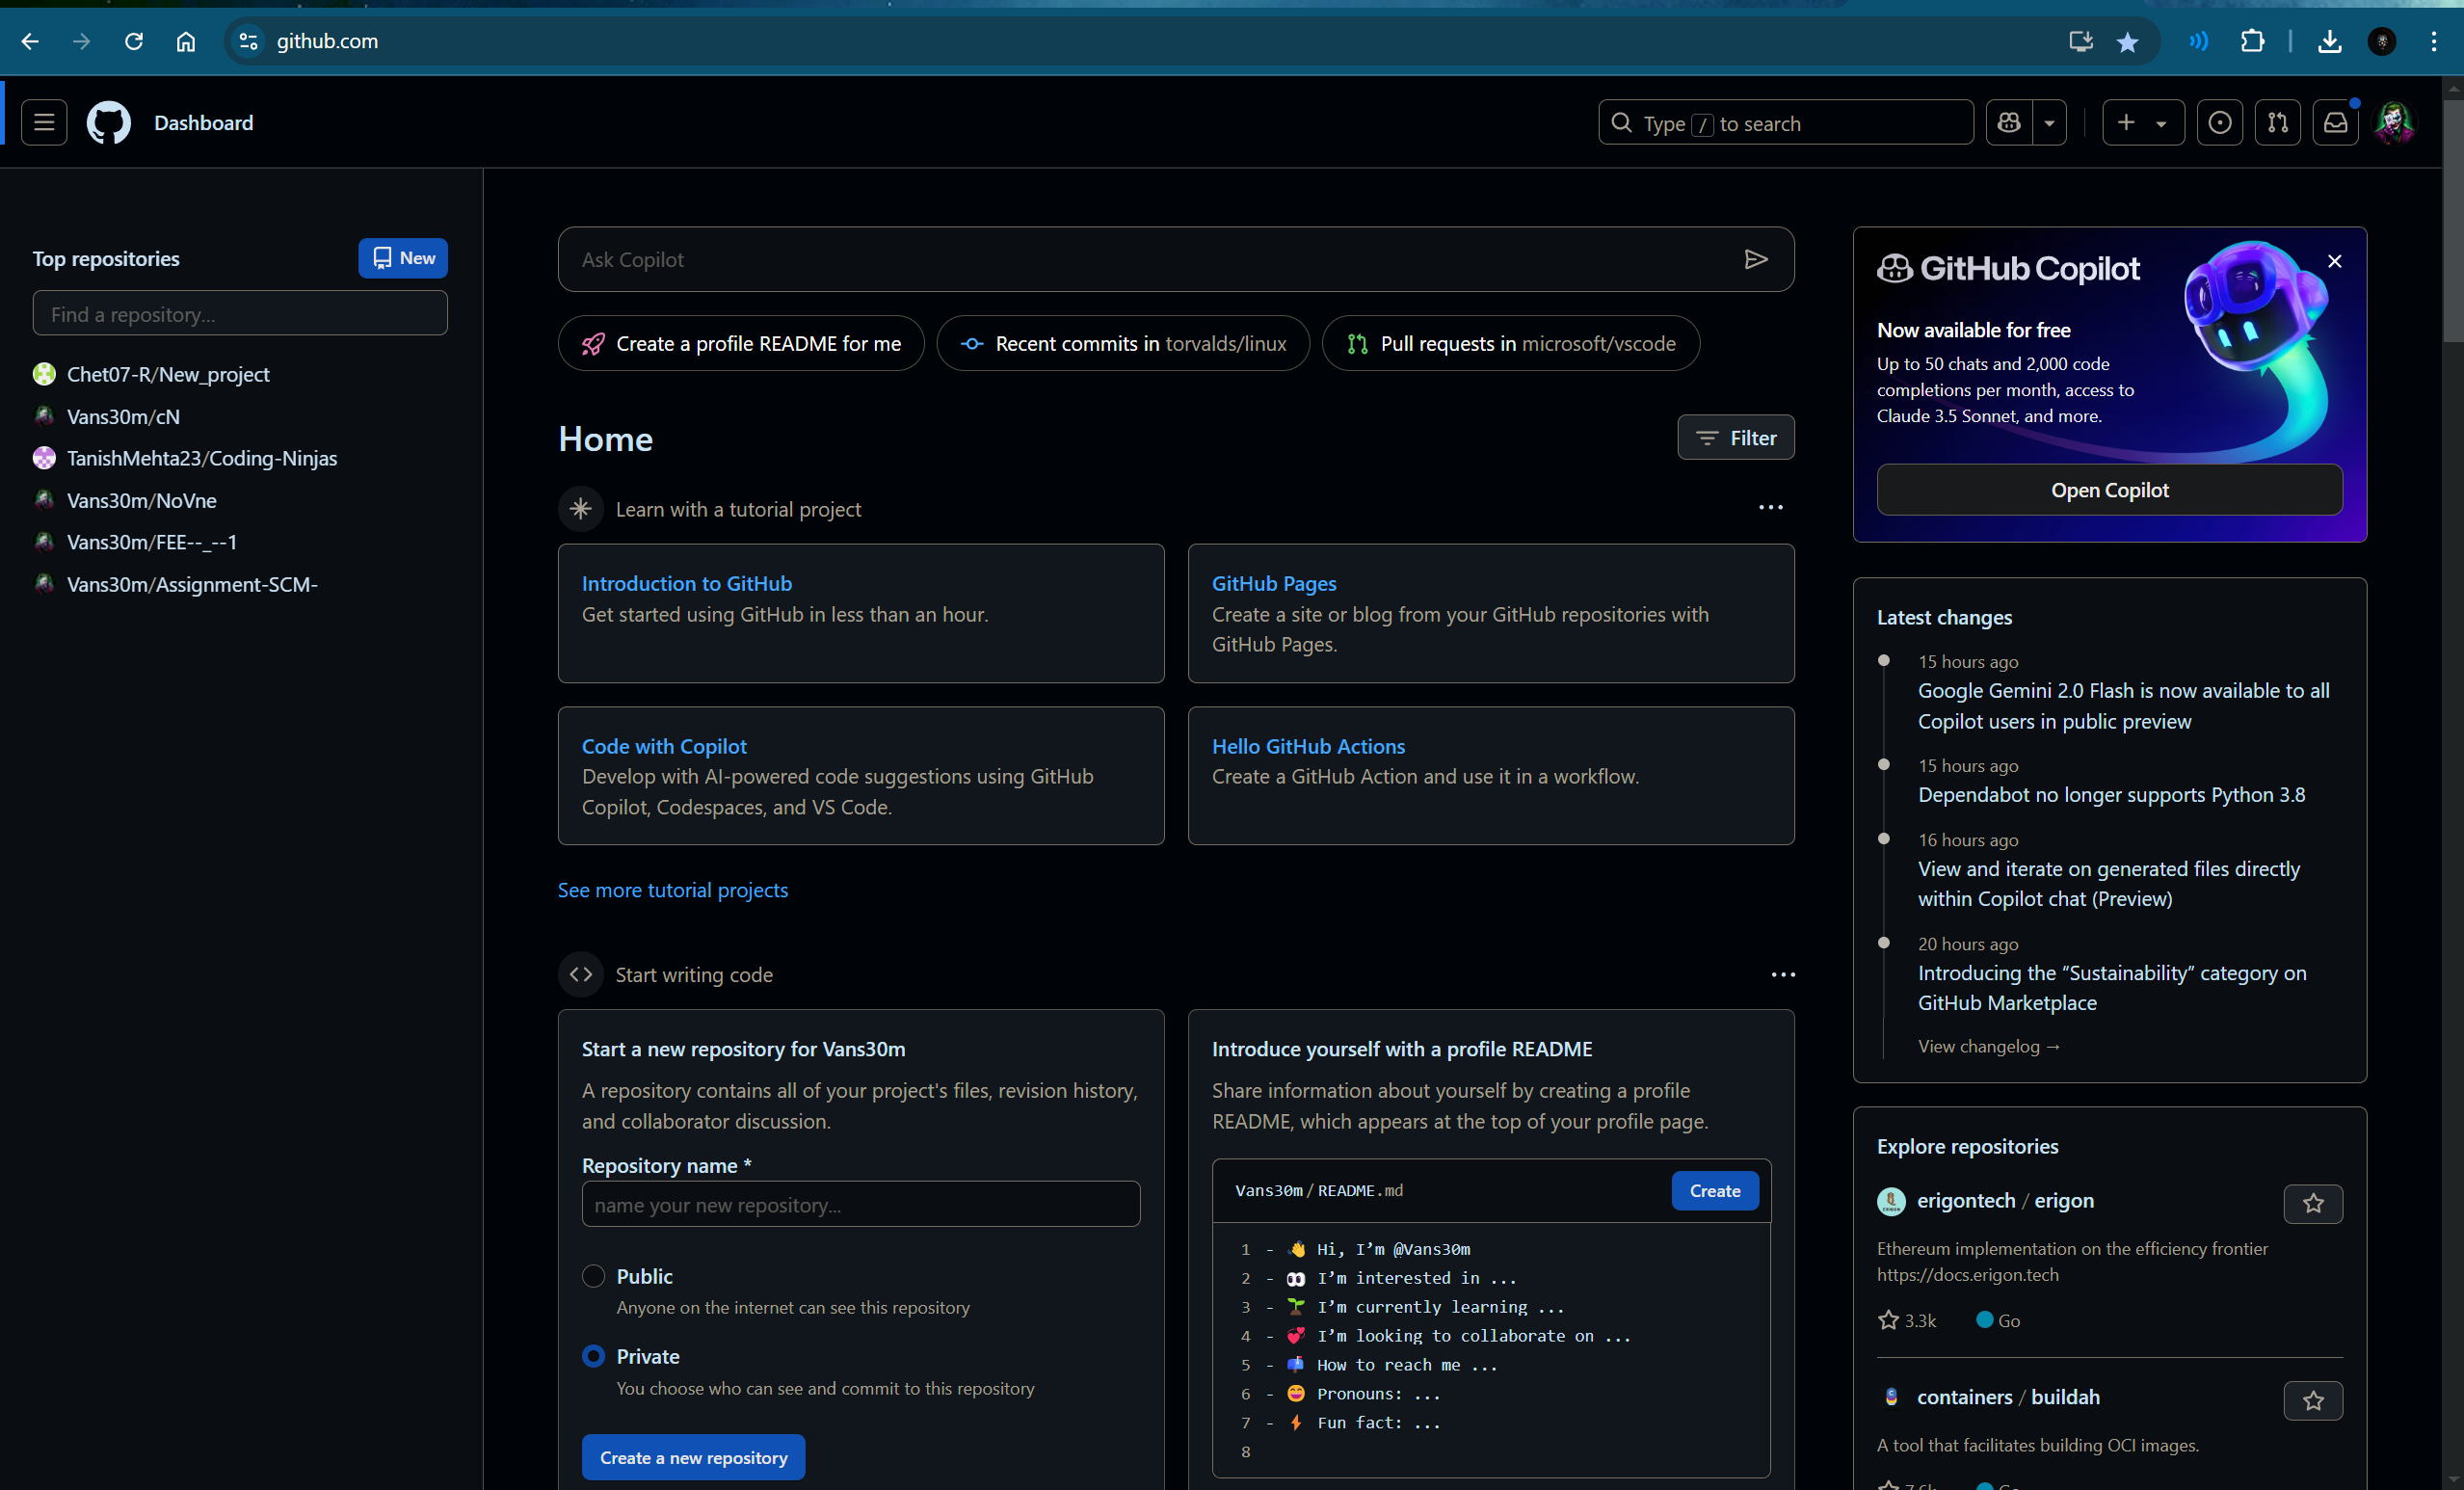 github.com
Dashboard
Type / to search
Top repositories
New
Find a repository...
Chet07-R/New_project
Vans30m/cN
TanishMehta23/Coding-Ninjas
Vans30m/NoVne
Vans30m/FEE--_--1
Vans30m/Assignment-SCM-
Ask Copilot
Create a profile README for me
Recent commits in torvalds/linux
Pull requests in microsoft/vscode
Home
Filter
Learn with a tutorial project
Introduction to GitHub
Get started using GitHub in less than an hour.
GitHub Pages
Create a site or blog from your GitHub repositories with
GitHub Pages.
Code with Copilot
Develop with AI-powered code suggestions using GitHub
Copilot, Codespaces, and VS Code.
Hello GitHub Actions
Create a GitHub Action and use it in a workflow.
See more tutorial projects
Start writing code
Start a new repository for Vans30m
A repository contains all of your project's files, revision history,
and collaborator discussion.
Repository name *
name your new repository...
Public
Anyone on the internet can see this repository
Private
You choose who can see and commit to this repository
Create a new repository
Introduce yourself with a profile README
Share information about yourself by creating a profile
README, which appears at the top of your profile page.
Vans30m / README.md
Create
1 - 👋 Hi, I’m @Vans30m
2 - 👀 I’m interested in ...
3 - 🌱 I’m currently learning ...
4 - 💞️ I’m looking to collaborate on ...
5 - 📫 How to reach me ...
6 - 😄 Pronouns: ...
7 - ⚡ Fun fact: ...
8
GitHub Copilot
Now available for free
Up to 50 chats and 2,000 code
completions per month, access to
Claude 3.5 Sonnet, and more.
Open Copilot
Latest changes
15 hours ago
Google Gemini 2.0 Flash is now available to all
Copilot users in public preview
15 hours ago
Dependabot no longer supports Python 3.8
16 hours ago
View and iterate on generated files directly
within Copilot chat (Preview)
20 hours ago
Introducing the “Sustainability” category on
GitHub Marketplace
View changelog →
Explore repositories
erigontech / erigon
Ethereum implementation on the efficiency frontier
https://docs.erigon.tech
3.3k Go
containers / buildah
A tool that facilitates building OCI images.